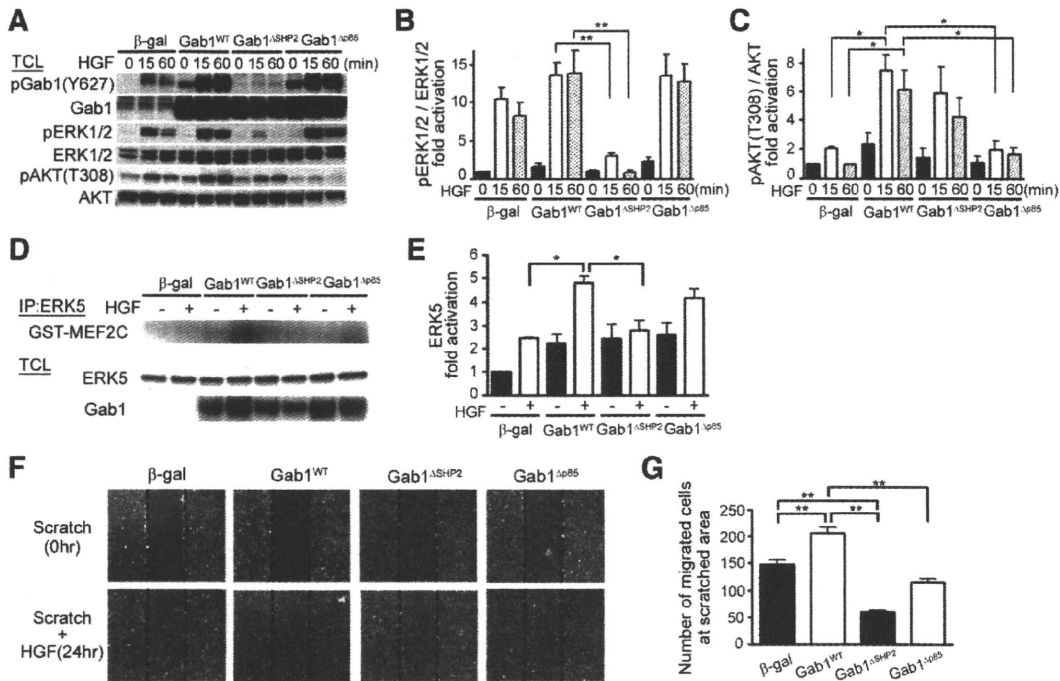 A
β-gal Gab1WT Gab1ΔSHP2 Gab1Δp85
TCL HGF 0 15 60 0 15 60 0 15 60 0 15 60 (min)
pGab1(Y627)
Gab1
pERK1/2
ERK1/2
pAKT(T308)
AKT
B
pERK1/2 / ERK1/2
fold activation
15
10
5
0
** **
HGF 0 15 60 0 15 60 0 15 60 0 15 60 (min)
β-gal Gab1WT Gab1ΔSHP2 Gab1Δp85
C
pAKT(T308) / AKT
fold activation
8
6
4
2
0
* * * *
HGF 0 15 60 0 15 60 0 15 60 0 15 60 (min)
β-gal Gab1WT Gab1ΔSHP2 Gab1Δp85
D
β-gal Gab1WT Gab1ΔSHP2 Gab1Δp85
IP:ERK5 HGF - + - + - + - +
GST-MEF2C
TCL
ERK5
Gab1
E
ERK5
fold activation
6
5
4
3
2
1
0
* *
HGF - + - + - + - +
β-gal Gab1WT Gab1ΔSHP2 Gab1Δp85
F
β-gal Gab1WT Gab1ΔSHP2 Gab1Δp85
Scratch
(0hr)
Scratch
+
HGF(24hr)
G
Number of migrated cells
at scratched area
250
200
150
100
50
0
** ** ** **
β-gal Gab1WT Gab1ΔSHP2 Gab1Δp85